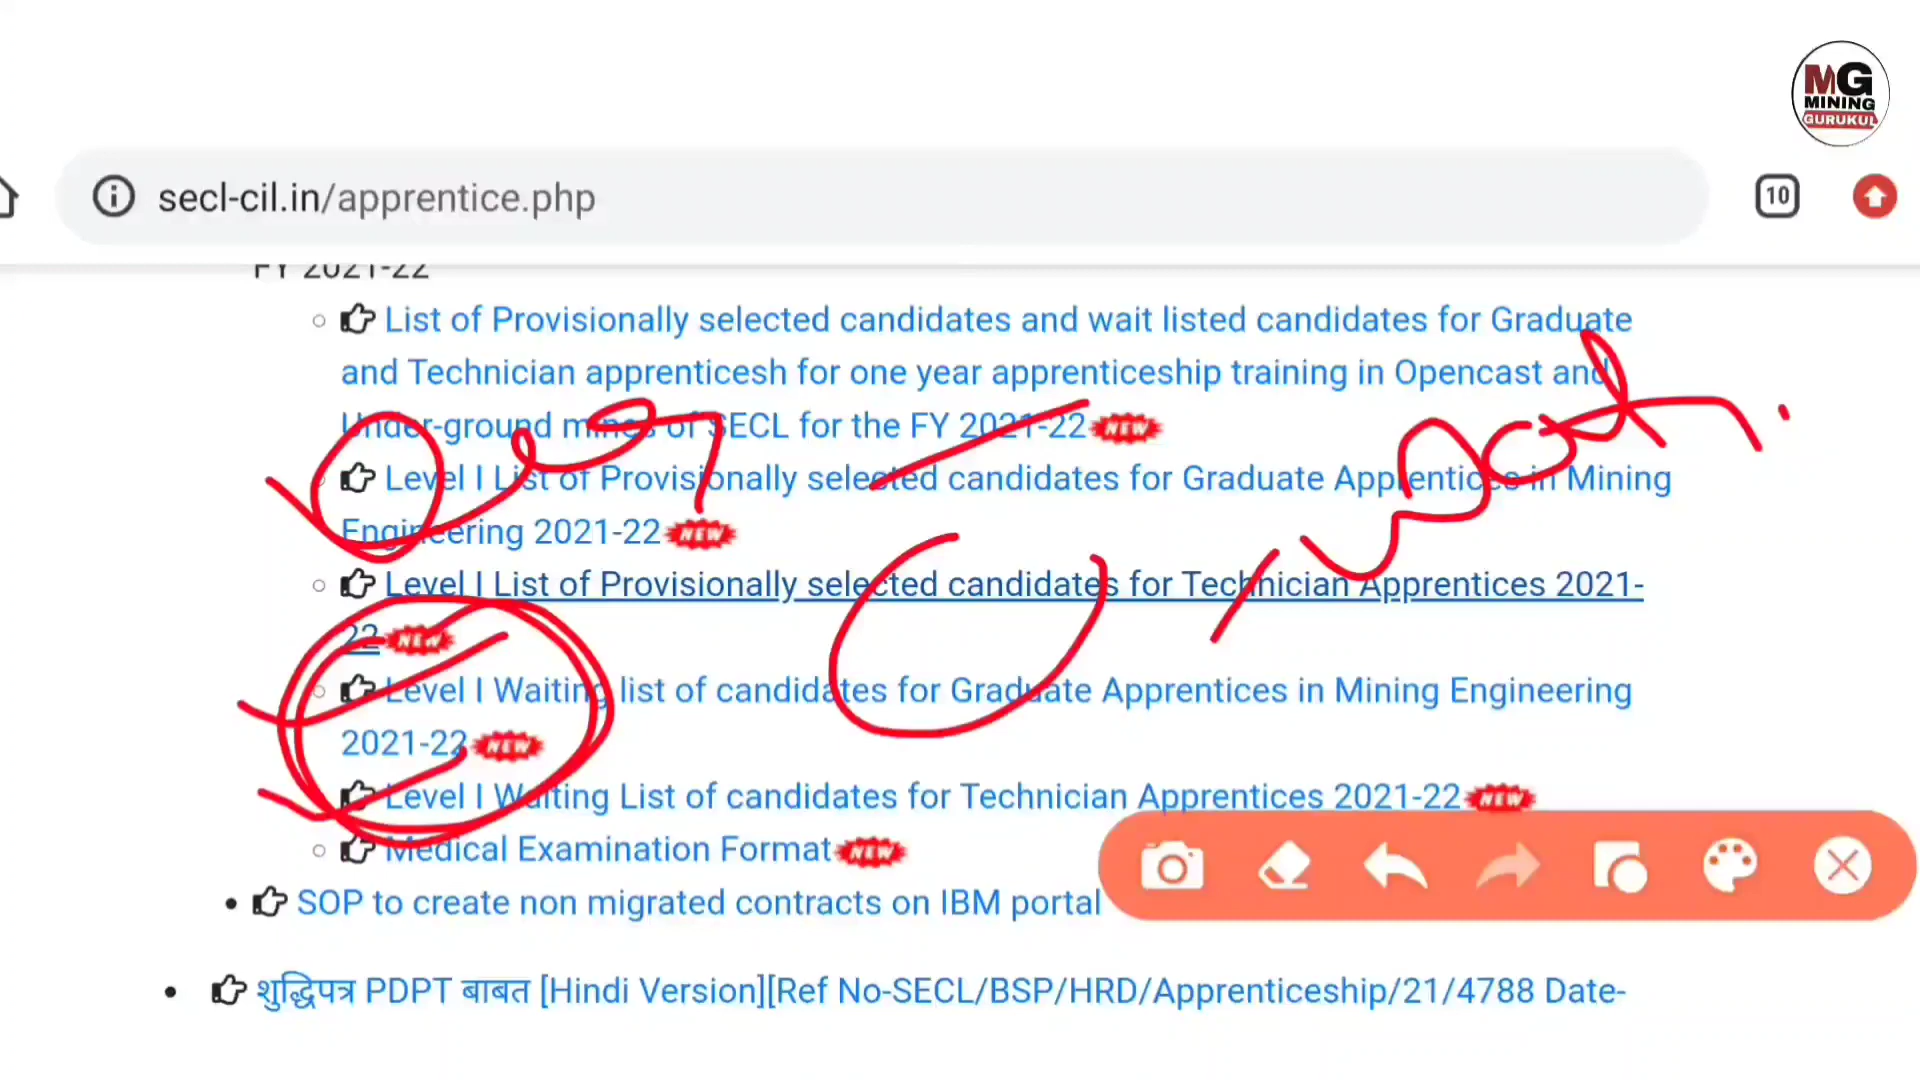 MG
MINING
GURUKUL
secl-cil.in/apprentice.php
10
FY 2021-22
List of Provisionally selected candidates and wait listed candidates for Graduate
and Technician apprenticesh for one year apprenticeship training in Opencast and
Under-ground mines of SECL for the FY 2021-22 NEW
Level I List of Provisionally selected candidates for Graduate Apprentices in Mining
Engineering 2021-22 NEW
Level I List of Provisionally selected candidates for Technician Apprentices 2021-
22 NEW
Level I Waiting list of candidates for Graduate Apprentices in Mining Engineering
2021-22 NEW
Level I Waiting List of candidates for Technician Apprentices 2021-22 NEW
Medical Examination Format NEW
SOP to create non migrated contracts on IBM portal
शुद्धिपत्र PDPT बाबत [Hindi Version][Ref No-SECL/BSP/HRD/Apprenticeship/21/4788 Date-